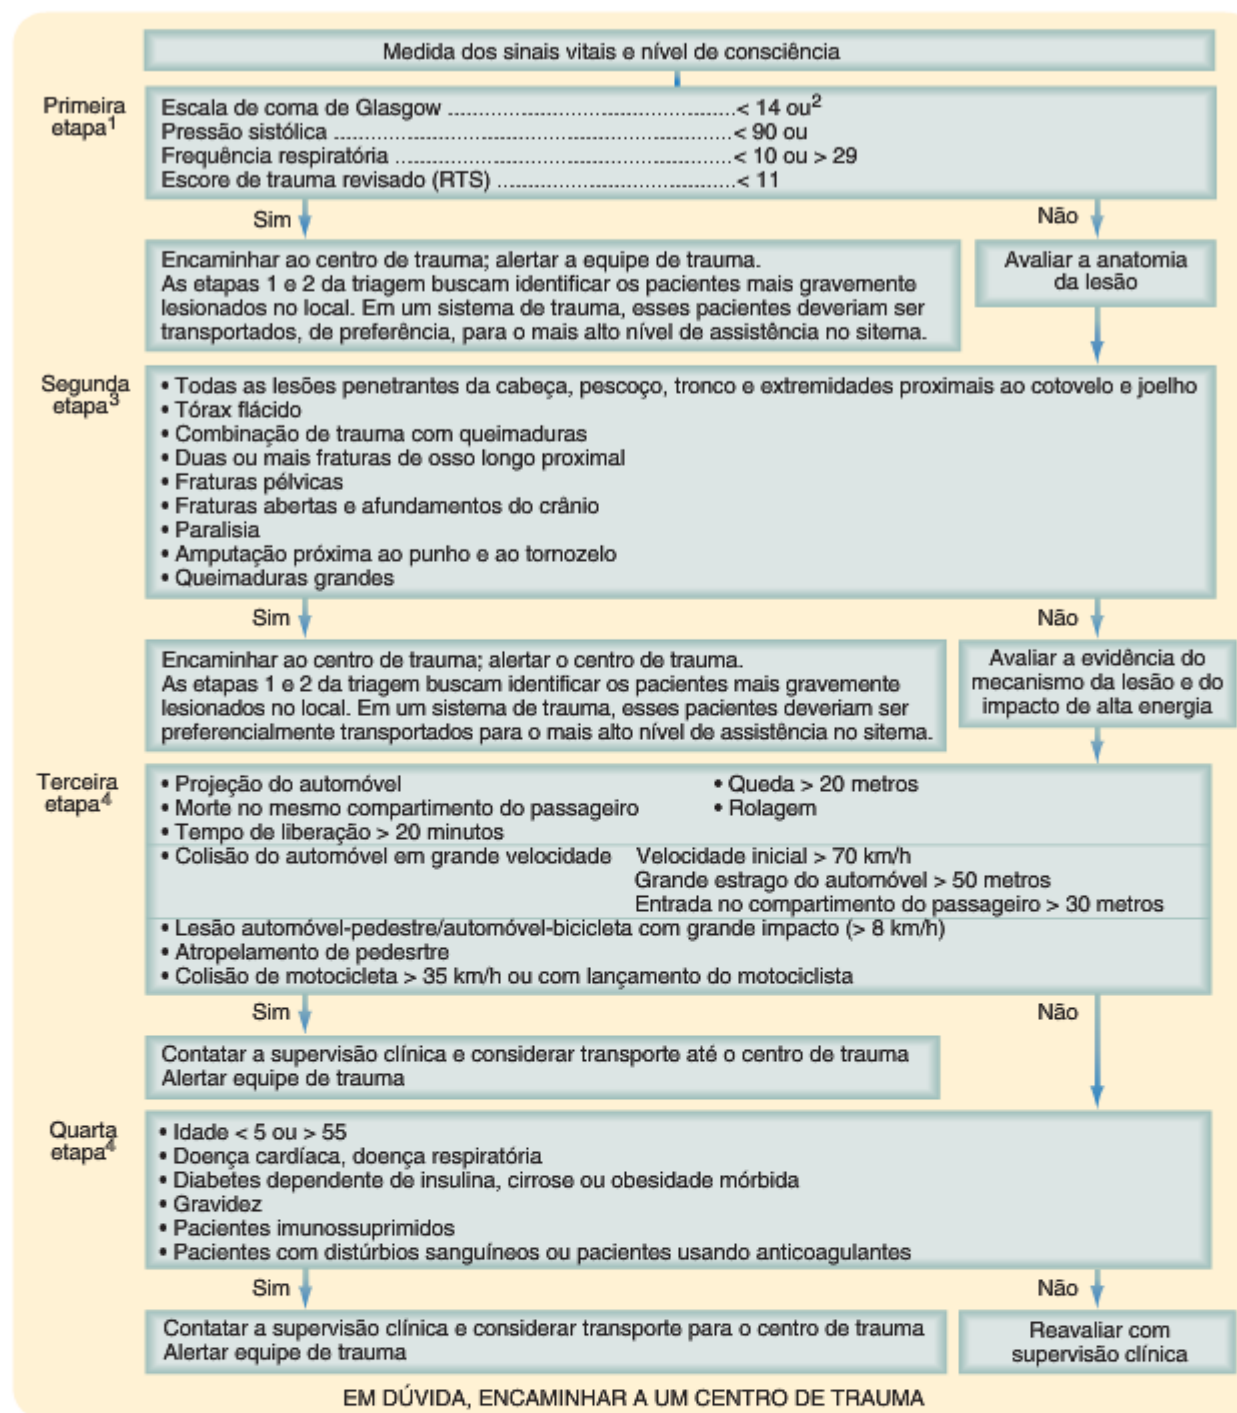 Medida dos sinais vitais e nível de consciência
Primeira
etapa1
Escala de coma de Glasgow ................................................< 14 ou2
Pressão sistólica ...................................................................< 90 ou
Frequência respiratória .........................................................< 10 ou > 29
Escore de trauma revisado (RTS) ........................................< 11
Sim
Não
Encaminhar ao centro de trauma; alertar a equipe de trauma.
As etapas 1 e 2 da triagem buscam identificar os pacientes mais gravemente
lesionados no local. Em um sistema de trauma, esses pacientes deveriam ser
transportados, de preferência, para o mais alto nível de assistência no sitema.
Avaliar a anatomia
da lesão
Segunda
etapa3
• Todas as lesões penetrantes da cabeça, pescoço, tronco e extremidades proximais ao cotovelo e joelho
• Tórax flácido
• Combinação de trauma com queimaduras
• Duas ou mais fraturas de osso longo proximal
• Fraturas pélvicas
• Fraturas abertas e afundamentos do crânio
• Paralisia
• Amputação próxima ao punho e ao tornozelo
• Queimaduras grandes
Sim
Não
Encaminhar ao centro de trauma; alertar o centro de trauma.
As etapas 1 e 2 da triagem buscam identificar os pacientes mais gravemente
lesionados no local. Em um sistema de trauma, esses pacientes deveriam ser
preferencialmente transportados para o mais alto nível de assistência no sitema.
Avaliar a evidência do
mecanismo da lesão e do
impacto de alta energia
Terceira
etapa4
• Projeção do automóvel
• Morte no mesmo compartimento do passageiro
• Tempo de liberação > 20 minutos
• Queda > 20 metros
• Rolagem
• Colisão do automóvel em grande velocidade Velocidade inicial > 70 km/h
Grande estrago do automóvel > 50 metros
Entrada no compartimento do passageiro > 30 metros
• Lesão automóvel-pedestre/automóvel-bicicleta com grande impacto (> 8 km/h)
• Atropelamento de pedesrtre
• Colisão de motocicleta > 35 km/h ou com lançamento do motociclista
Sim
Não
Contatar a supervisão clínica e considerar transporte até o centro de trauma
Alertar equipe de trauma
Quarta
etapa4
• Idade < 5 ou > 55
• Doença cardíaca, doença respiratória
• Diabetes dependente de insulina, cirrose ou obesidade mórbida
• Gravidez
• Pacientes imunossuprimidos
• Pacientes com distúrbios sanguíneos ou pacientes usando anticoagulantes
Sim
Não
Contatar a supervisão clínica e considerar transporte para o centro de trauma
Alertar equipe de trauma
Reavaliar com
supervisão clínica
EM DÚVIDA, ENCAMINHAR A UM CENTRO DE TRAUMA